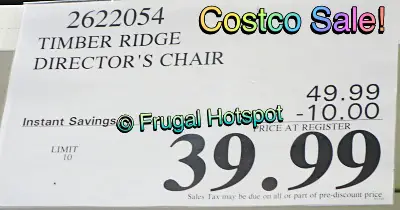 Costco Sale!
2622054
TIMBER RIDGE
DIRECTOR'S CHAIR
49.99
Instant Savings -10.00
© Frugal Hotspot
PRICE AT REGISTER
LIMIT
10
39.99
Sales Tax may be due on all or part of pre-discount price